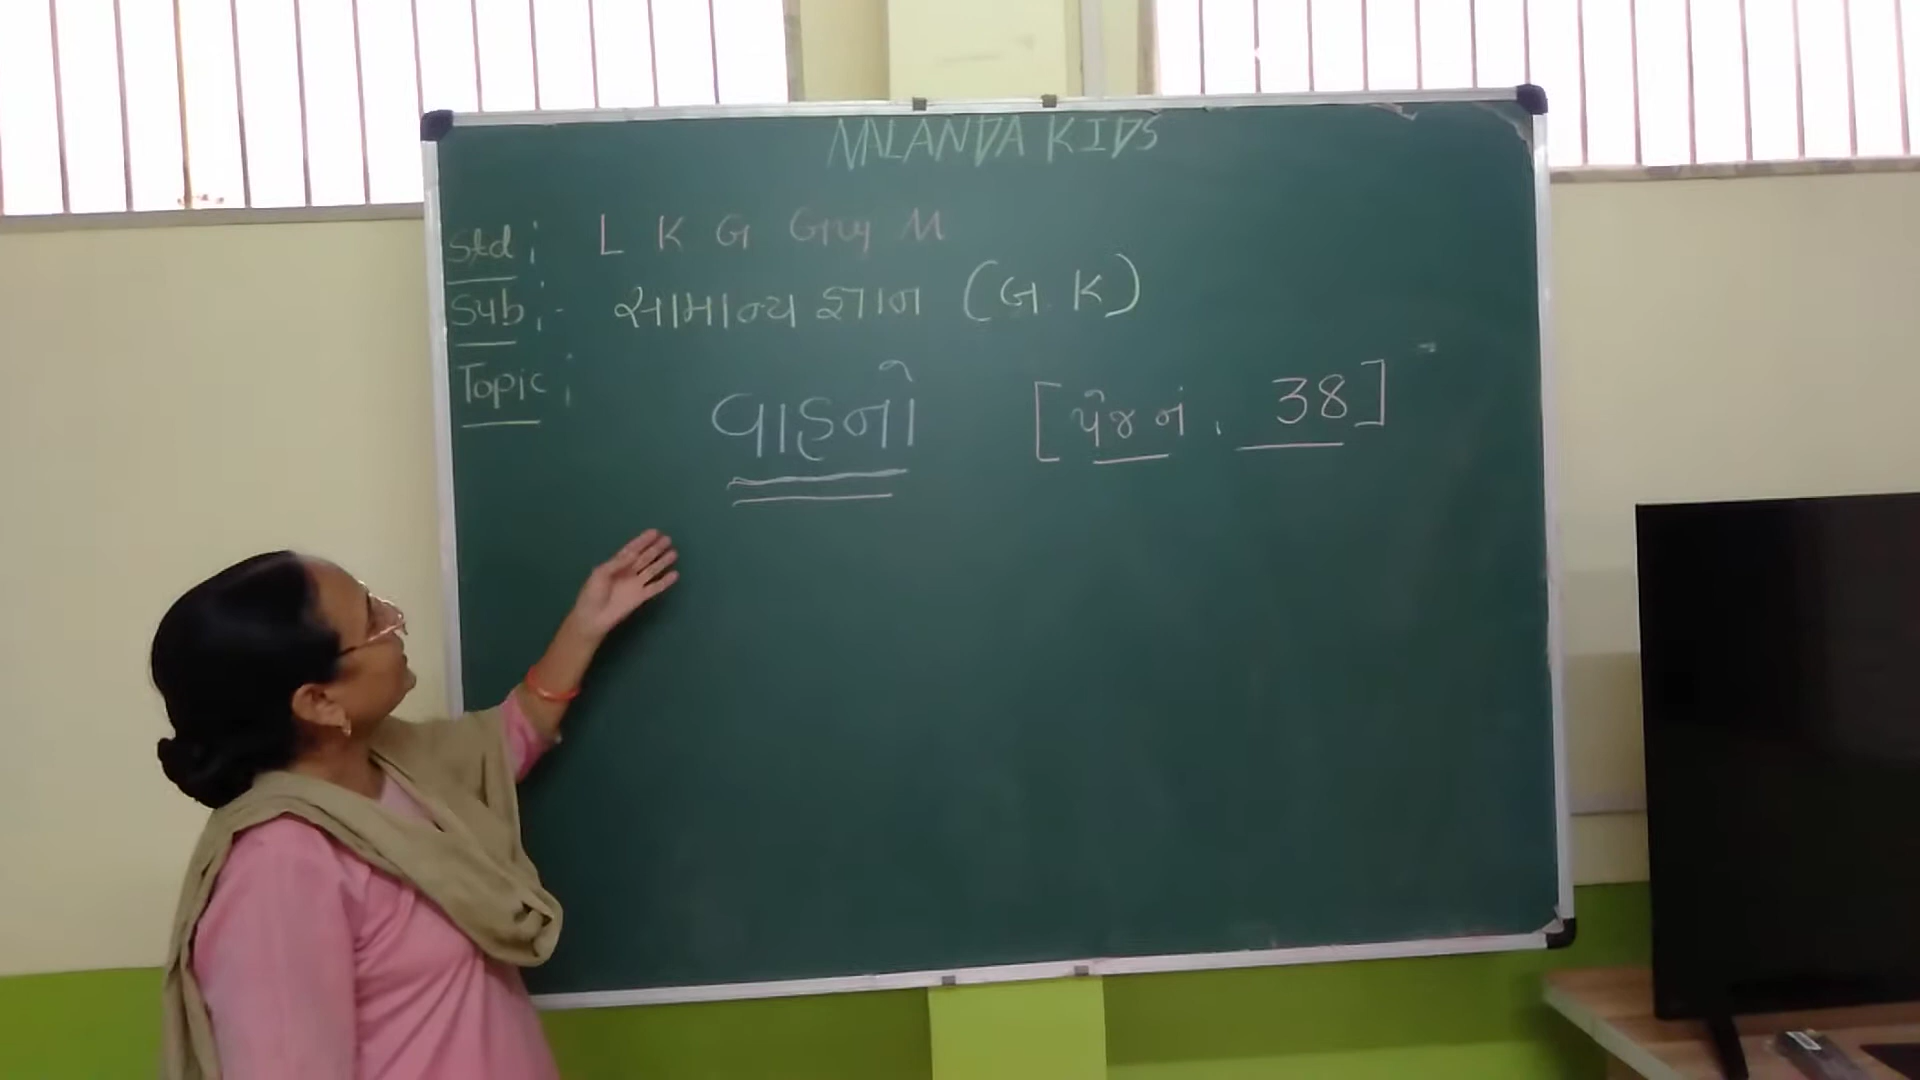 NALANDA KIDS
Std : L K G Guj M
Sub :- સામાન્ય જ્ઞાન (G. K)
Topic : વાહનો [પેજ નં. 38]